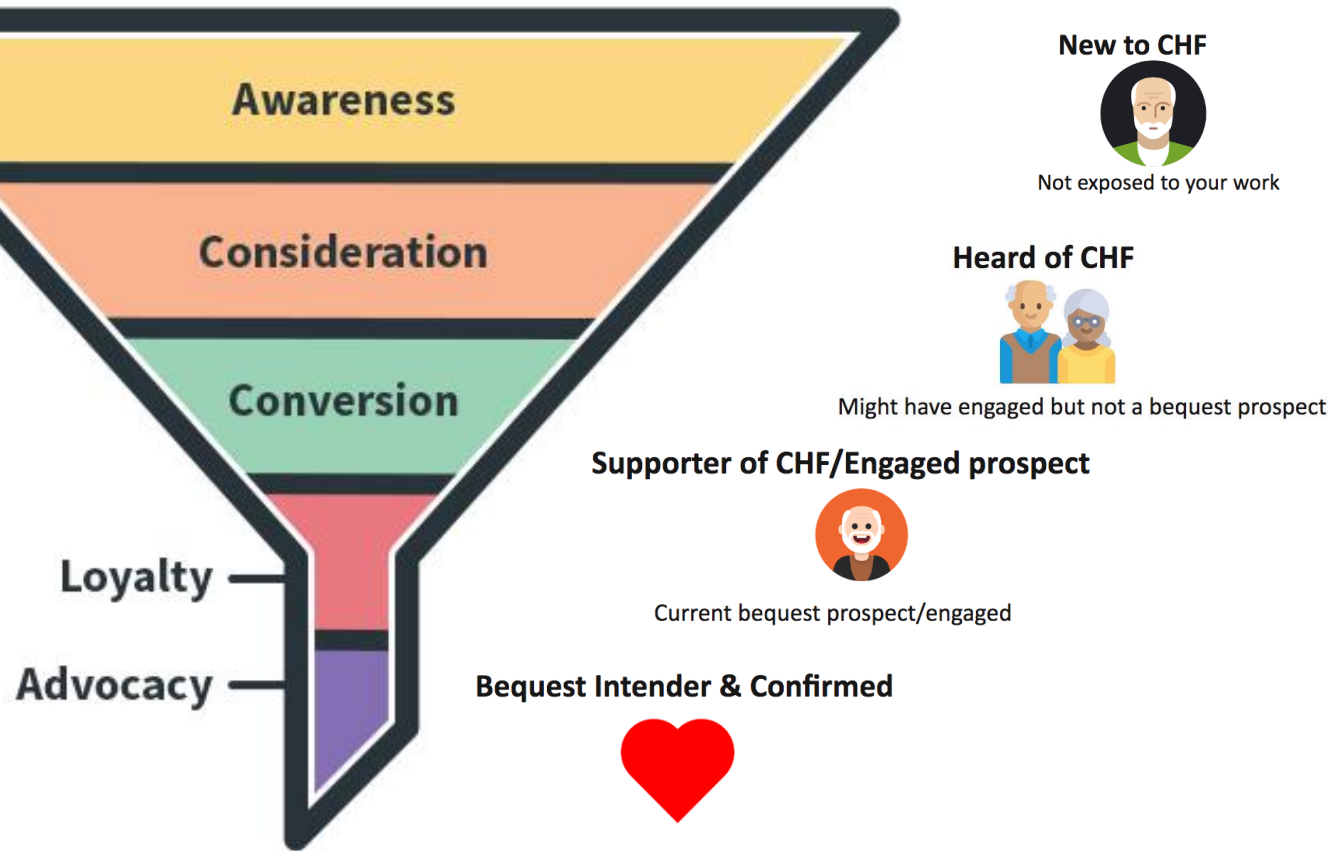 Awareness
New to CHF
Not exposed to your work
Consideration
Heard of CHF
Might have engaged but not a bequest prospect
Conversion
Supporter of CHF/Engaged prospect
Loyalty
Current bequest prospect/engaged
Advocacy
Bequest Intender & Confirmed